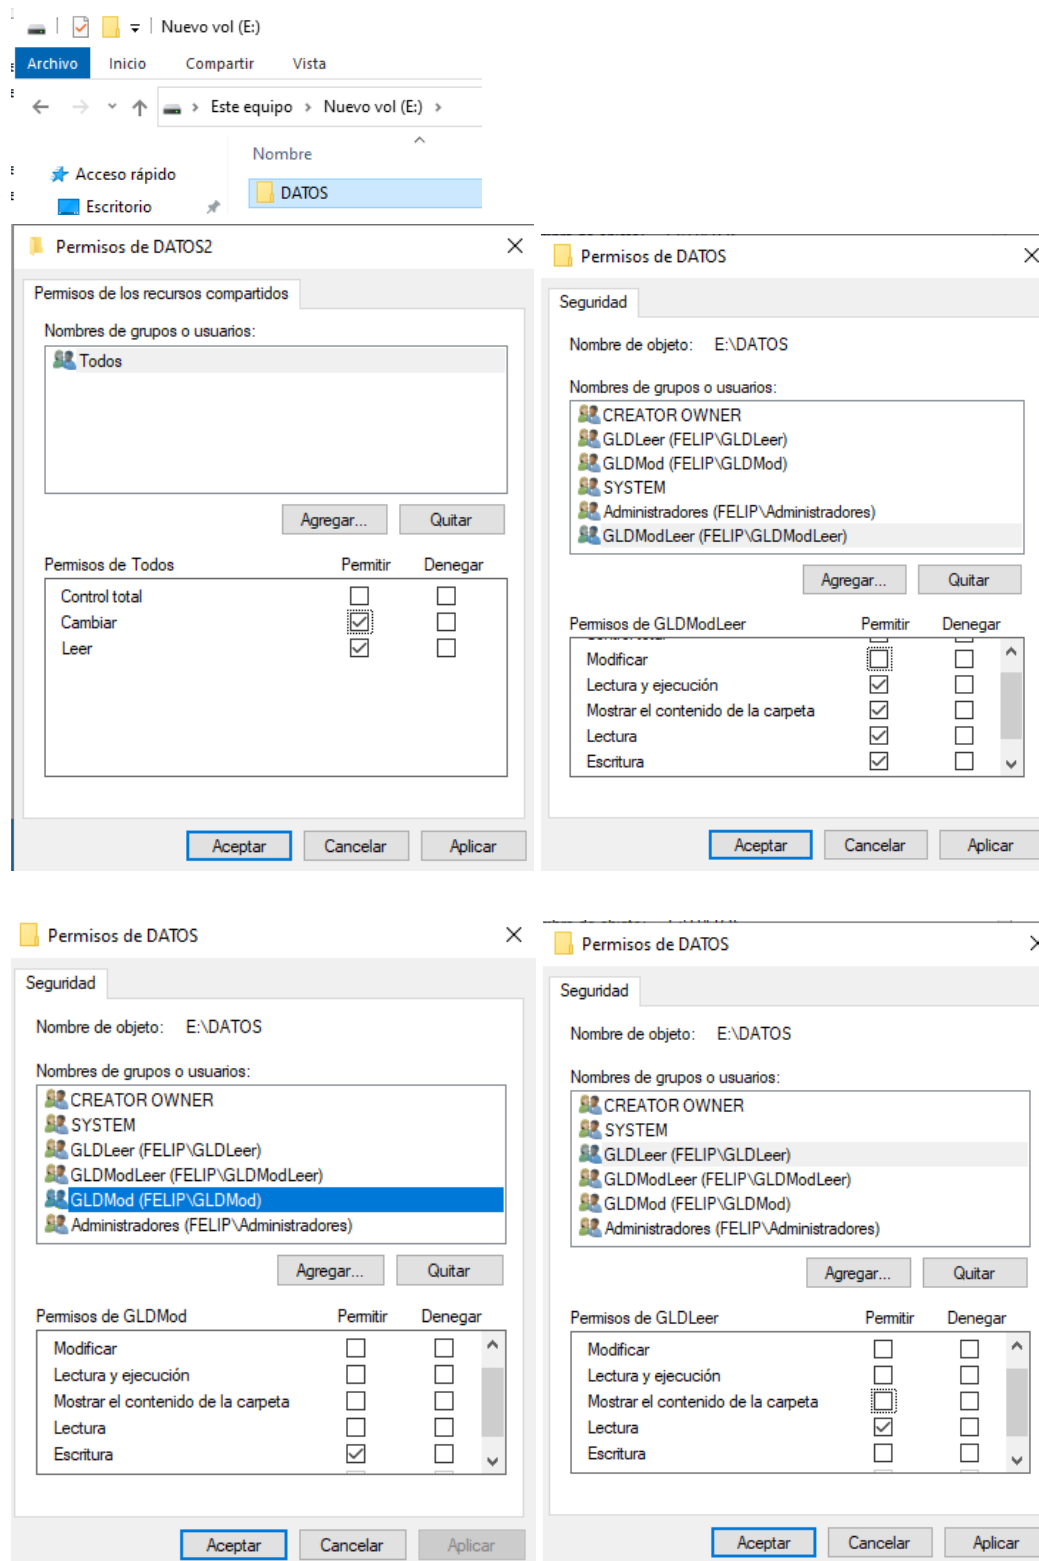 Nuevo vol (E:)
Archivo Inicio Compartir Vista
Este equipo > Nuevo vol (E:) >
Nombre
Acceso rápido
DATOS
Escritorio
Permisos de DATOS2
Permisos de los recursos compartidos
Nombres de grupos o usuarios:
Todos
Agregar... Quitar
Permisos de Todos Permitir Denegar
Control total
Cambiar
Leer
Aceptar Cancelar Aplicar
Permisos de DATOS
Seguridad
Nombre de objeto: E:\DATOS
Nombres de grupos o usuarios:
CREATOR OWNER
GLDLeer (FELIP\GLDLeer)
GLDMod (FELIP\GLDMod)
SYSTEM
Administradores (FELIP\Administradores)
GLDModLeer (FELIP\GLDModLeer)
Agregar... Quitar
Permisos de GLDModLeer Permitir Denegar
Modificar
Lectura y ejecución
Mostrar el contenido de la carpeta
Lectura
Escritura
Aceptar Cancelar Aplicar
Permisos de DATOS
Seguridad
Nombre de objeto: E:\DATOS
Nombres de grupos o usuarios:
CREATOR OWNER
SYSTEM
GLDLeer (FELIP\GLDLeer)
GLDModLeer (FELIP\GLDModLeer)
GLDMod (FELIP\GLDMod)
Administradores (FELIP\Administradores)
Agregar... Quitar
Permisos de GLDMod Permitir Denegar
Modificar
Lectura y ejecución
Mostrar el contenido de la carpeta
Lectura
Escritura
Aceptar Cancelar Aplicar
Permisos de DATOS
Seguridad
Nombre de objeto: E:\DATOS
Nombres de grupos o usuarios:
CREATOR OWNER
SYSTEM
GLDLeer (FELIP\GLDLeer)
GLDModLeer (FELIP\GLDModLeer)
GLDMod (FELIP\GLDMod)
Administradores (FELIP\Administradores)
Agregar... Quitar
Permisos de GLDLeer Permitir Denegar
Modificar
Lectura y ejecución
Mostrar el contenido de la carpeta
Lectura
Escritura
Aceptar Cancelar Aplicar